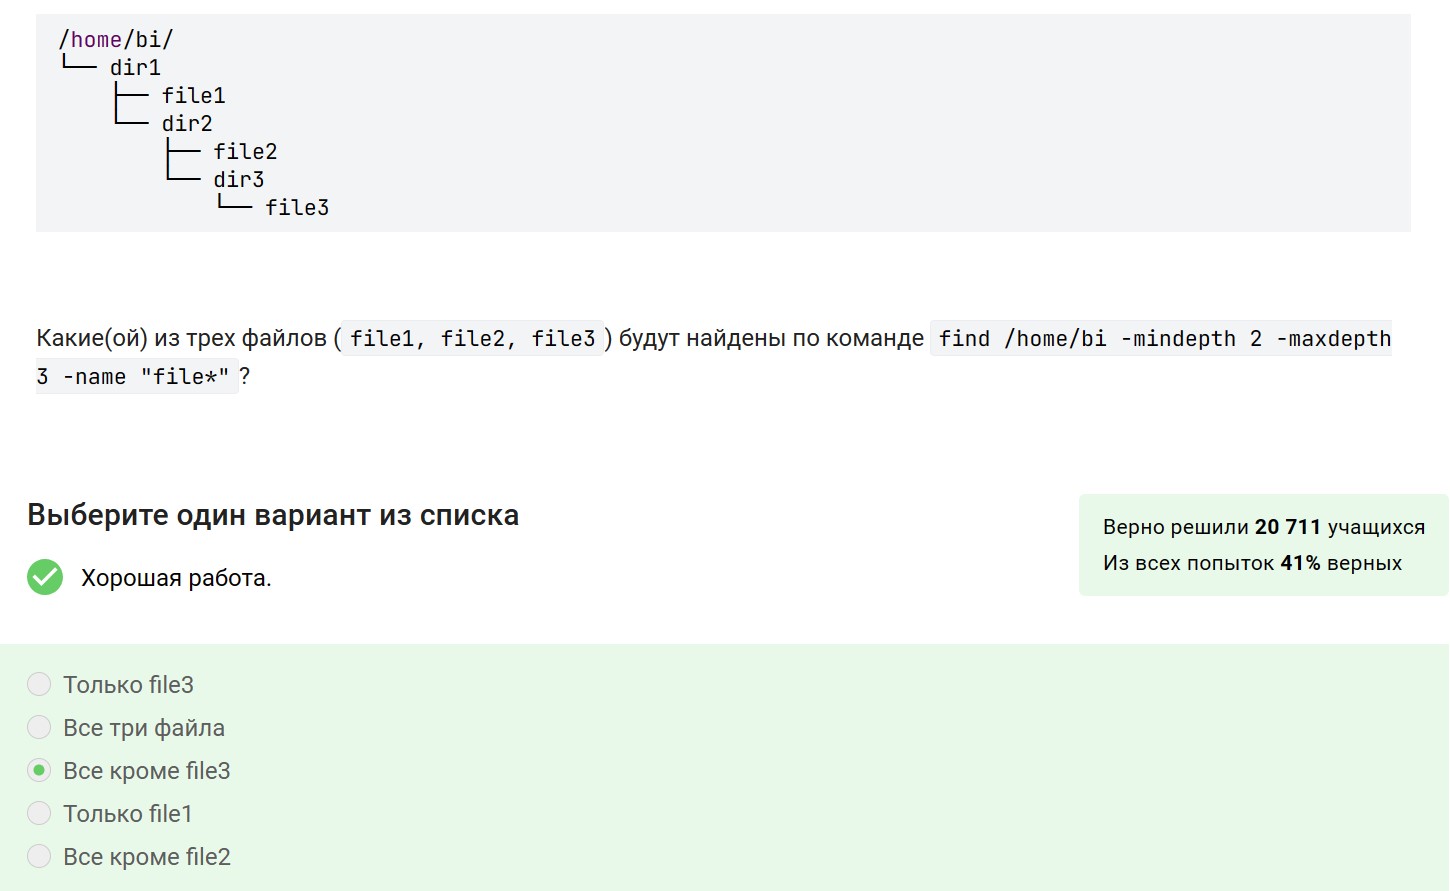 /home/bi/
└── dir1
    ├── file1
    └── dir2
        ├── file2
        └── dir3
            └── file3
Какие(ой) из трех файлов ( file1, file2, file3 ) будут найдены по команде find /home/bi -mindepth 2 -maxdepth
3 -name "file*" ?
Выберите один вариант из списка
Верно решили 20 711 учащихся
Из всех попыток 41% верных
Хорошая работа.
Только file3
Все три файла
Все кроме file3
Только file1
Все кроме file2